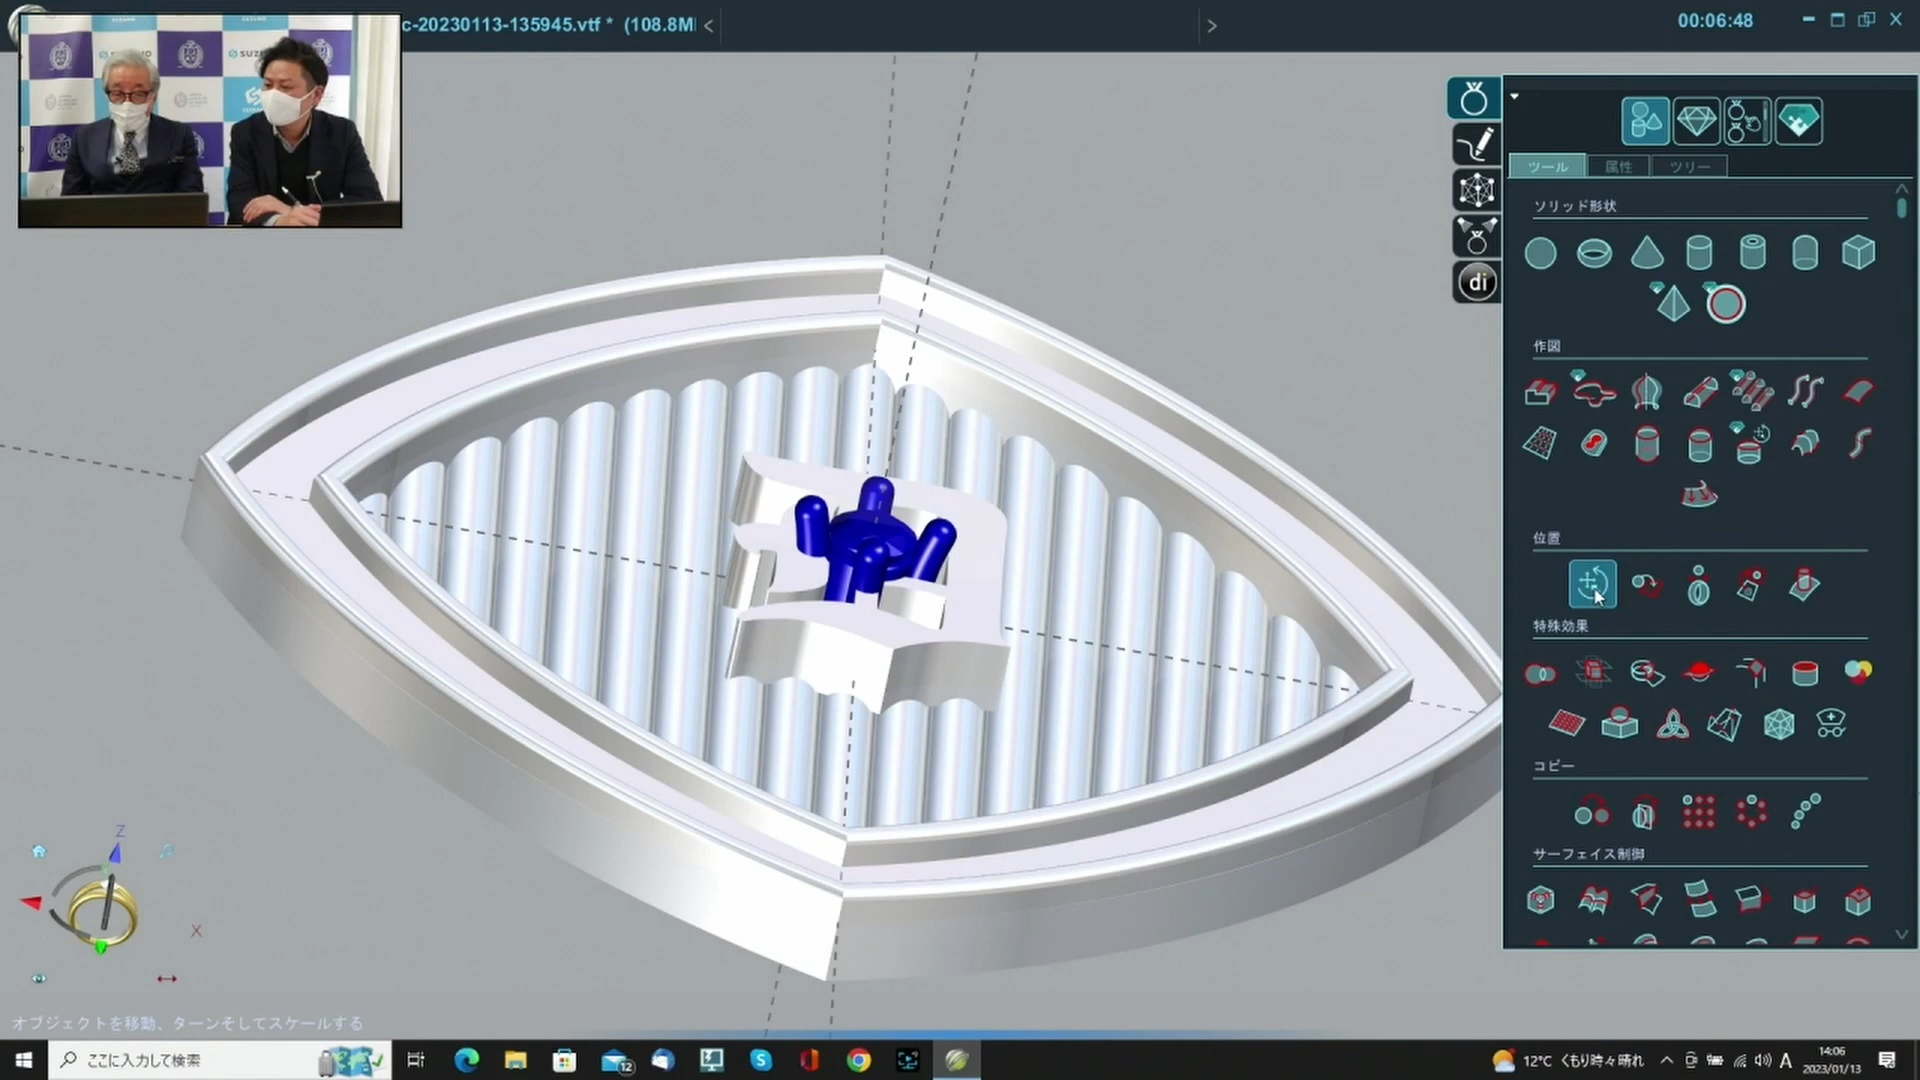 c-20230113-135945.vtf * (108.8M
<
>
00:06:48
SUZUHO
di
ツール
属性
ツリー
ソリッド形状
作図
位置
特殊効果
コピー
サーフェイス制御
Z
X
オブジェクトを移動、ターンそしてスケールする
ここに入力して検索
12
12°C くもり時々晴れ
A
14:06
2023/01/13